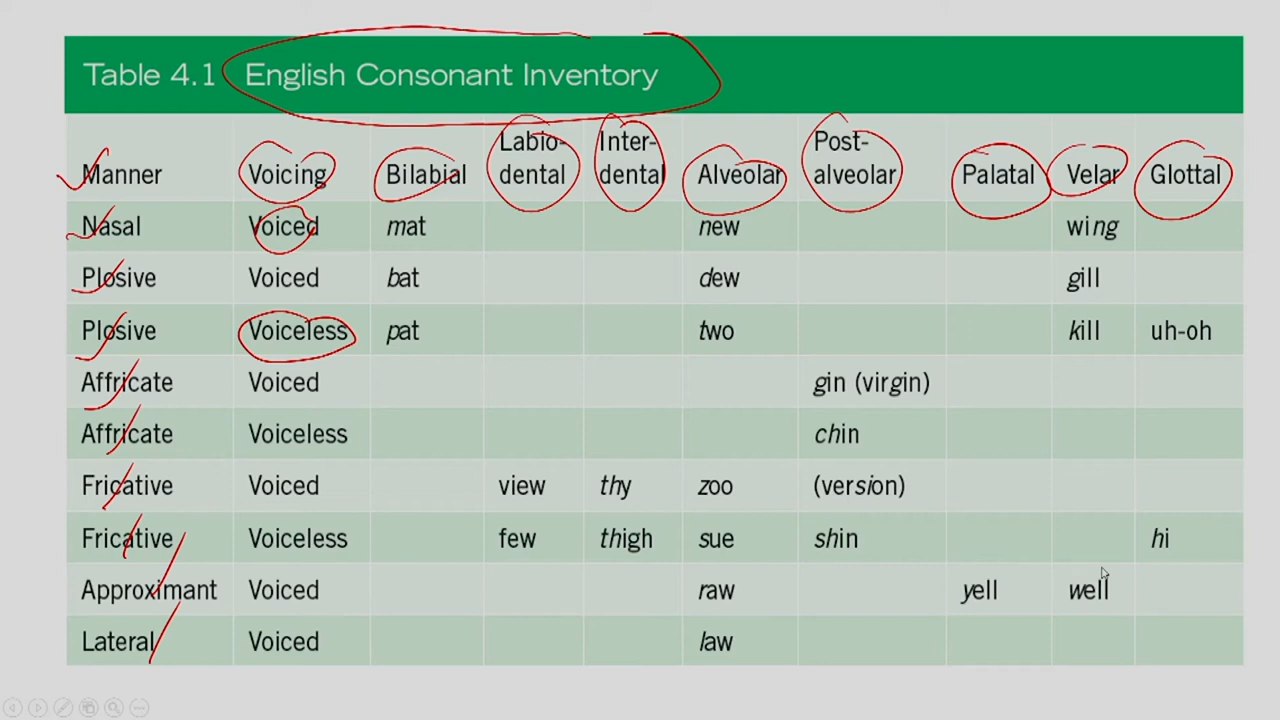 Table 4.1 English Consonant Inventory
Manner Voicing Bilabial Labio-dental Inter-dental Alveolar Post-alveolar Palatal Velar Glottal
Nasal Voiced mat new wing
Plosive Voiced bat dew gill
Plosive Voiceless pat two kill uh-oh
Affricate Voiced gin (virgin)
Affricate Voiceless chin
Fricative Voiced view thy zoo (version)
Fricative Voiceless few thigh sue shin hi
Approximant Voiced raw yell well
Lateral Voiced law